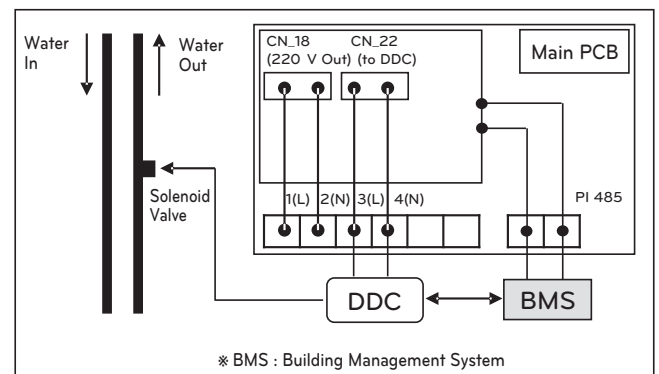 Water
In
Water
Out
CN_18
(220 V Out)
CN_22
(to DDC)
Main PCB
Solenoid
Valve
1(L) 2(N) 3(L) 4(N)
PI 485
DDC
BMS
※ BMS : Building Management System